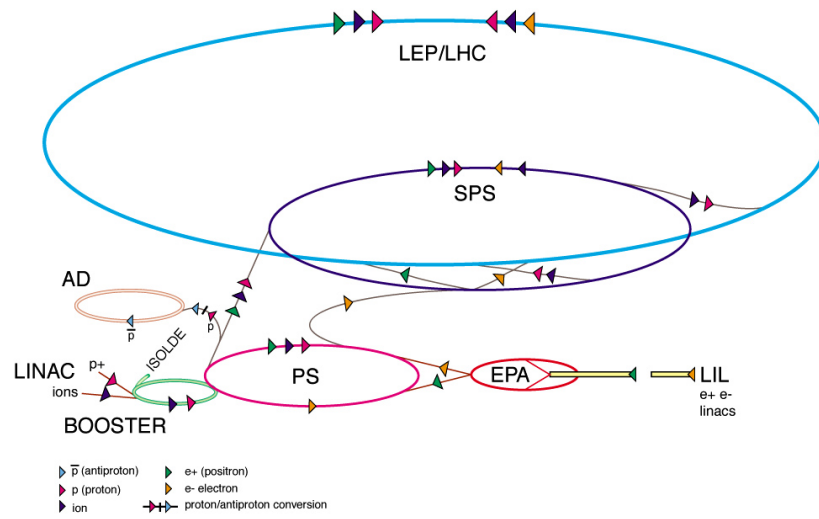 LEP/LHC
SPS
AD
p̅
p
ISOLDE
LINAC
p+
ions
BOOSTER
PS
EPA
LIL
e+ e-
linacs
p̅ (antiproton)
p (proton)
ion
e+ (positron)
e- electron
proton/antiproton conversion